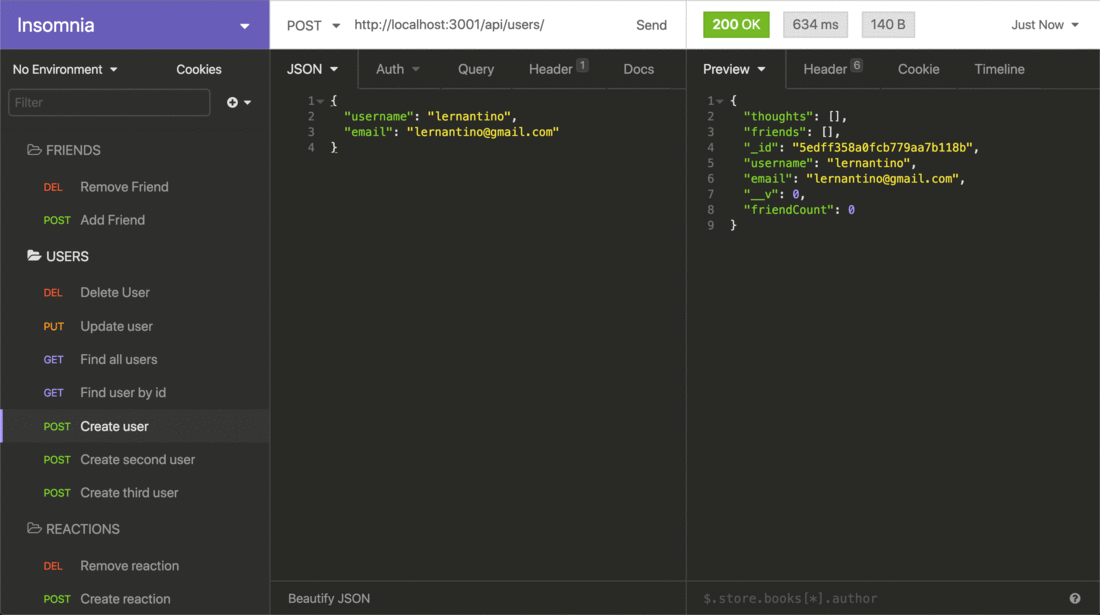 Insomnia
No Environment
Cookies
Filter
FRIENDS
DEL Remove Friend
POST Add Friend
USERS
DEL Delete User
PUT Update user
GET Find all users
GET Find user by id
POST Create user
POST Create second user
POST Create third user
REACTIONS
DEL Remove reaction
POST Create reaction
POST http://localhost:3001/api/users/ Send
JSON Auth Query Header 1 Docs
1 {
2 "username": "lernantino",
3 "email": "lernantino@gmail.com"
4 }
Beautify JSON
200 OK 634 ms 140 B Just Now
Preview Header 6 Cookie Timeline
1 {
2 "thoughts": [],
3 "friends": [],
4 "_id": "5edff358a0fcb779aa7b118b",
5 "username": "lernantino",
6 "email": "lernantino@gmail.com",
7 "__v": 0,
8 "friendCount": 0
9 }
$.store.books[*].author
?